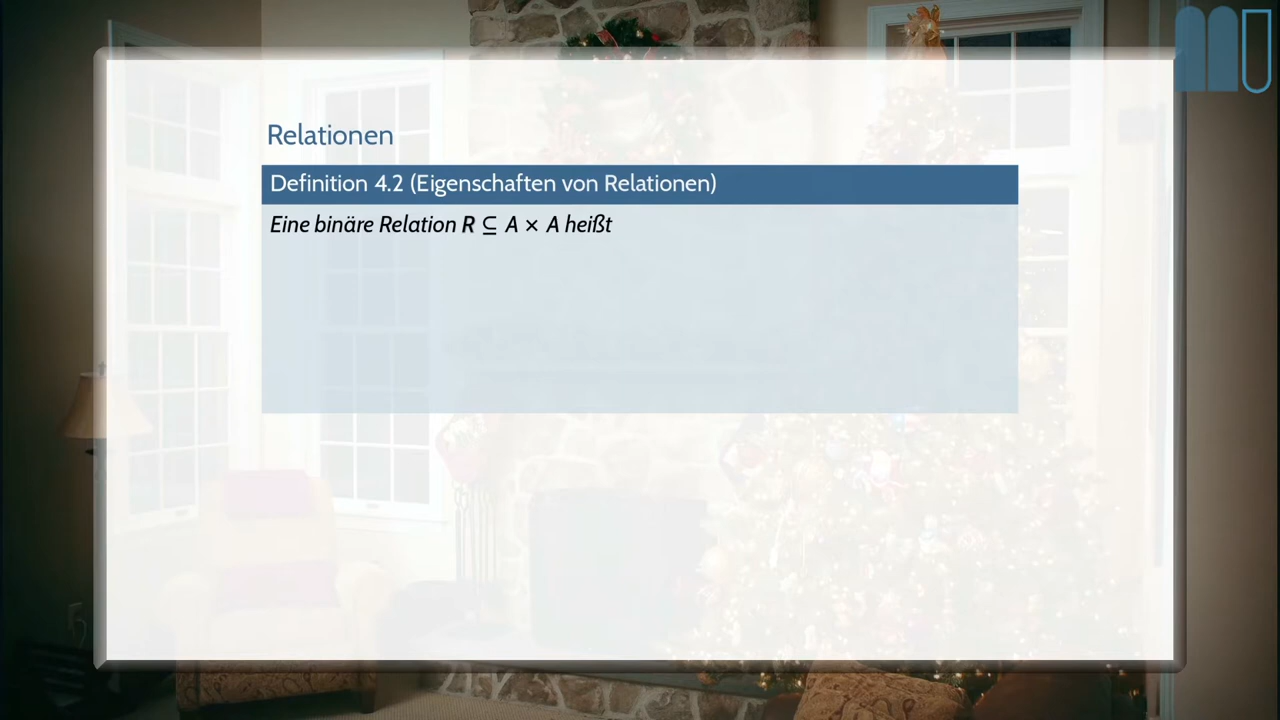 Relationen
Definition 4.2 (Eigenschaften von Relationen)
Eine binäre Relation R ⊆ A × A heißt